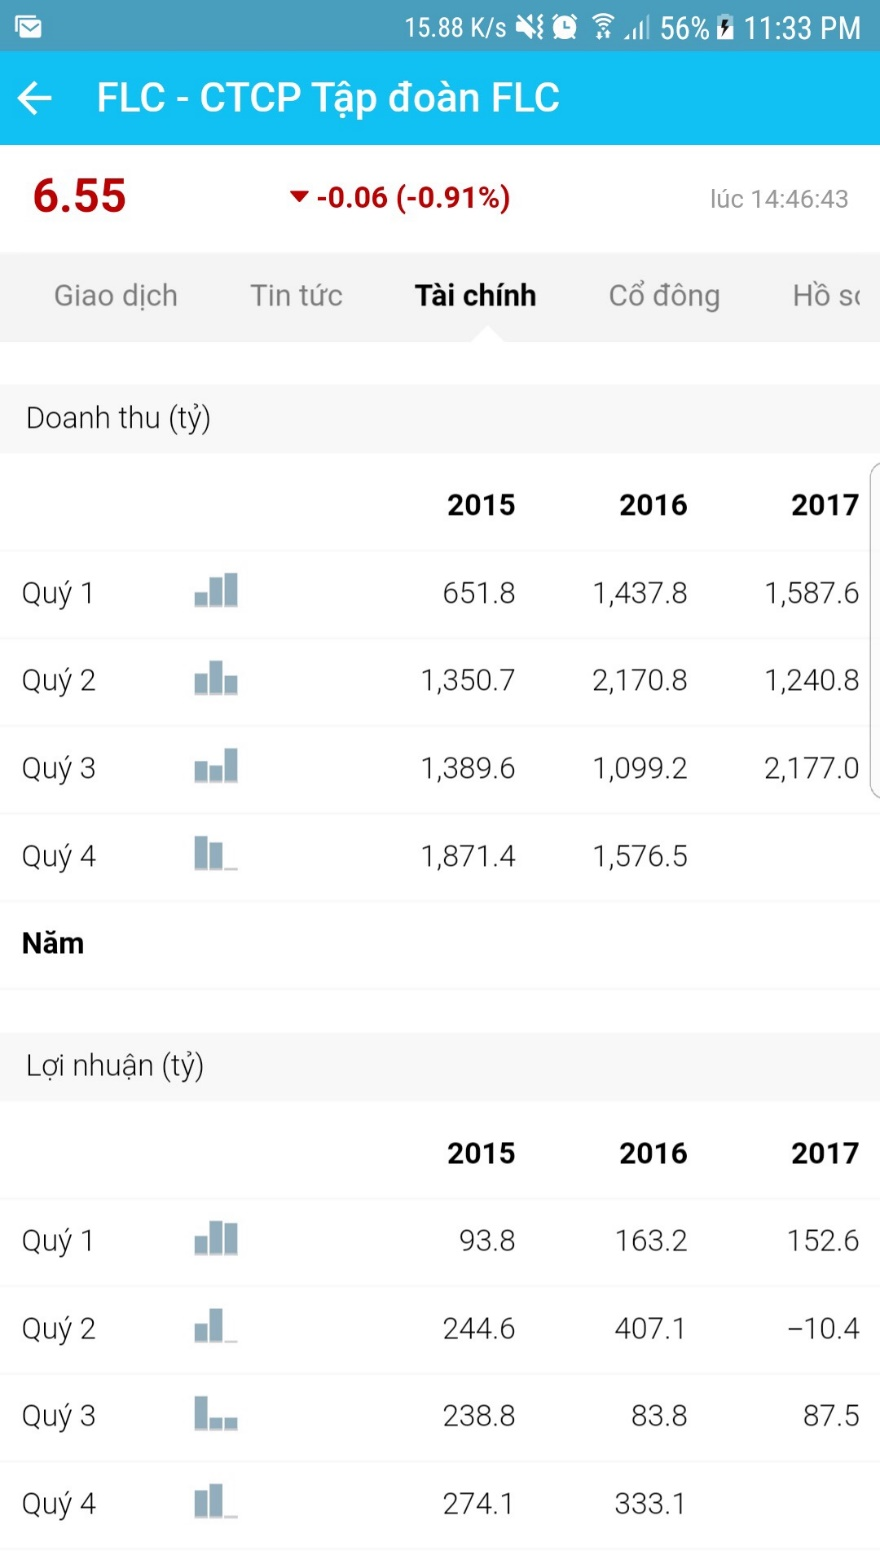 15.88 K/s 56% 11:33 PM
FLC - CTCP Tập đoàn FLC
6.55 -0.06 (-0.91%) lúc 14:46:43
Giao dịch Tin tức Tài chính Cổ đông Hồ sơ
Doanh thu (tỷ)
2015 2016 2017
Quý 1 651.8 1,437.8 1,587.6
Quý 2 1,350.7 2,170.8 1,240.8
Quý 3 1,389.6 1,099.2 2,177.0
Quý 4 1,871.4 1,576.5
Năm
Lợi nhuận (tỷ)
2015 2016 2017
Quý 1 93.8 163.2 152.6
Quý 2 244.6 407.1 –10.4
Quý 3 238.8 83.8 87.5
Quý 4 274.1 333.1